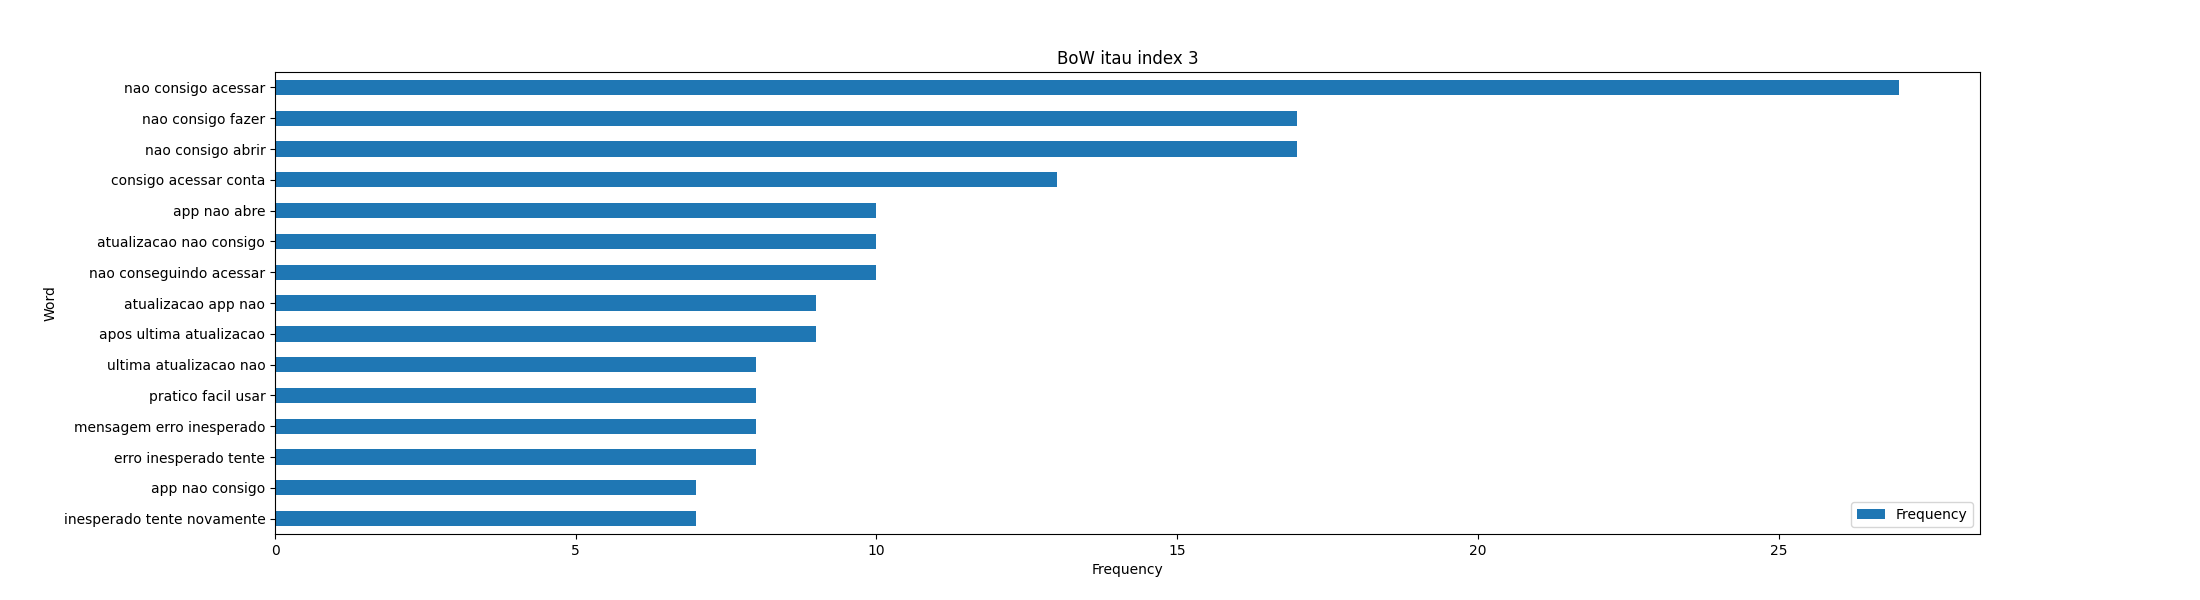 BoW itau index 3
nao consigo acessar
nao consigo fazer
nao consigo abrir
consigo acessar conta
app nao abre
atualizacao nao consigo
nao conseguindo acessar
atualizacao app nao
apos ultima atualizacao
ultima atualizacao nao
pratico facil usar
mensagem erro inesperado
erro inesperado tente
app nao consigo
inesperado tente novamente
Word
Frequency
0 5 10 15 20 25
Frequency